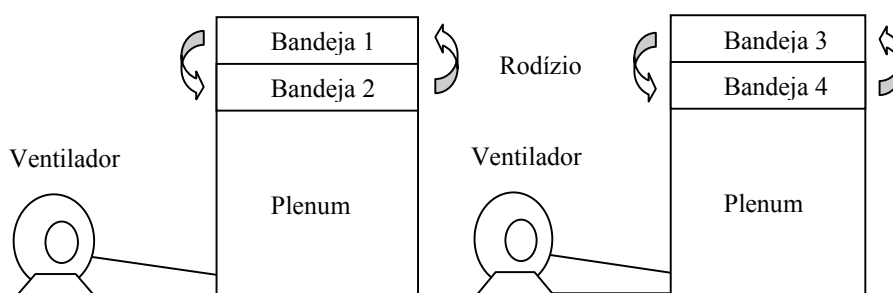 Bandeja 1
Bandeja 2
Ventilador
Plenum
Rodízio
Bandeja 3
Bandeja 4
Ventilador
Plenum